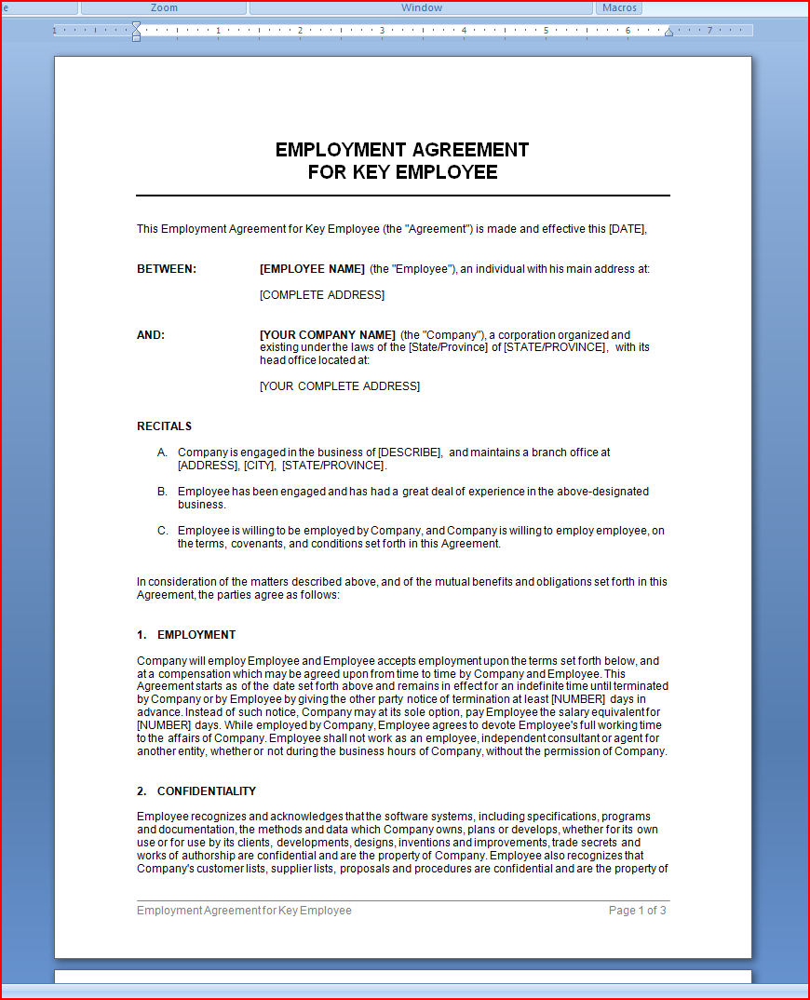 e Zoom Window Macros
1 1 2 3 4 5 6 7
EMPLOYMENT AGREEMENT
FOR KEY EMPLOYEE
This Employment Agreement for Key Employee (the "Agreement") is made and effective this [DATE],
BETWEEN: [EMPLOYEE NAME] (the "Employee"), an individual with his main address at:
[COMPLETE ADDRESS]
AND: [YOUR COMPANY NAME] (the "Company"), a corporation organized and
existing under the laws of the [State/Province] of [STATE/PROVINCE], with its
head office located at:
[YOUR COMPLETE ADDRESS]
RECITALS
A. Company is engaged in the business of [DESCRIBE], and maintains a branch office at
[ADDRESS], [CITY], [STATE/PROVINCE].
B. Employee has been engaged and has had a great deal of experience in the above-designated
business.
C. Employee is willing to be employed by Company, and Company is willing to employ employee, on
the terms, covenants, and conditions set forth in this Agreement.
In consideration of the matters described above, and of the mutual benefits and obligations set forth in this
Agreement, the parties agree as follows:
1. EMPLOYMENT
Company will employ Employee and Employee accepts employment upon the terms set forth below, and
at a compensation which may be agreed upon from time to time by Company and Employee. This
Agreement starts as of the date set forth above and remains in effect for an indefinite time until terminated
by Company or by Employee by giving the other party notice of termination at least [NUMBER] days in
advance. Instead of such notice, Company may at its sole option, pay Employee the salary equivalent for
[NUMBER] days. While employed by Company, Employee agrees to devote Employee's full working time
to the affairs of Company. Employee shall not work as an employee, independent consultant or agent for
another entity, whether or not during the business hours of Company, without the permission of Company.
2. CONFIDENTIALITY
Employee recognizes and acknowledges that the software systems, including specifications, programs
and documentation, the methods and data which Company owns, plans or develops, whether for its own
use or for use by its clients, developments, designs, inventions and improvements, trade secrets and
works of authorship are confidential and are the property of Company. Employee also recognizes that
Company's customer lists, supplier lists, proposals and procedures are confidential and are the property of
Employment Agreement for Key Employee Page 1 of 3